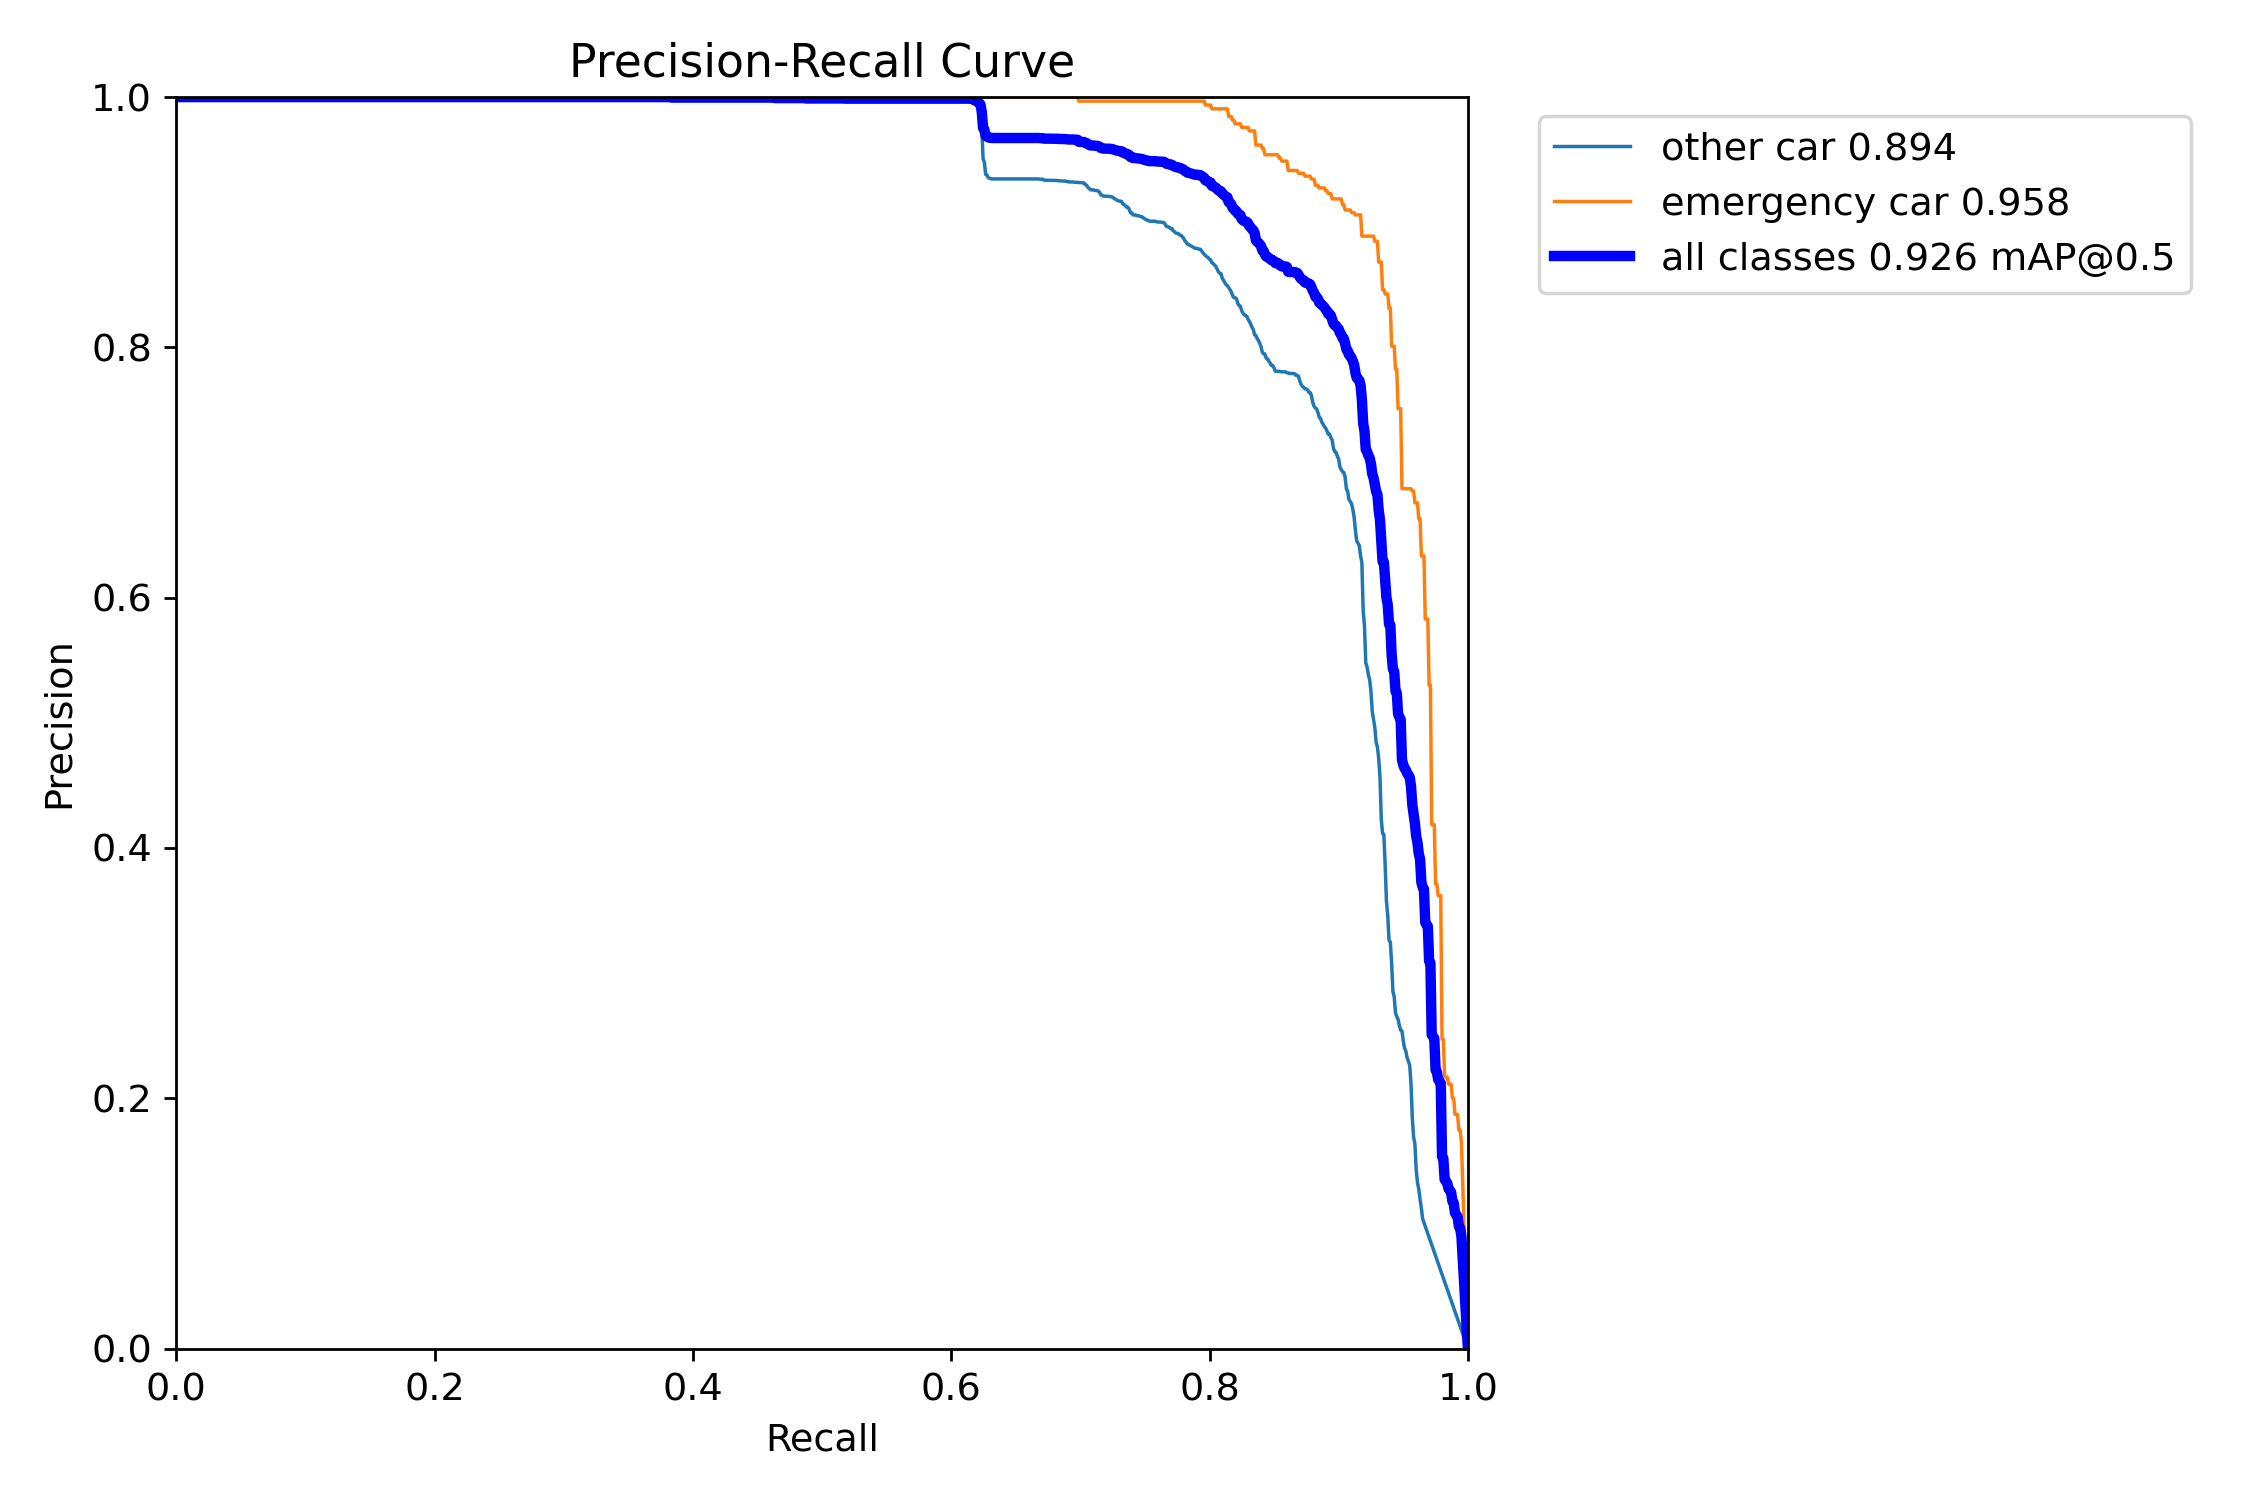 Precision-Recall Curve
1.0
0.8
0.6
0.4
0.2
0.0
Precision
0.0 0.2 0.4 0.6 0.8 1.0
Recall
other car 0.894
emergency car 0.958
all classes 0.926 mAP@0.5